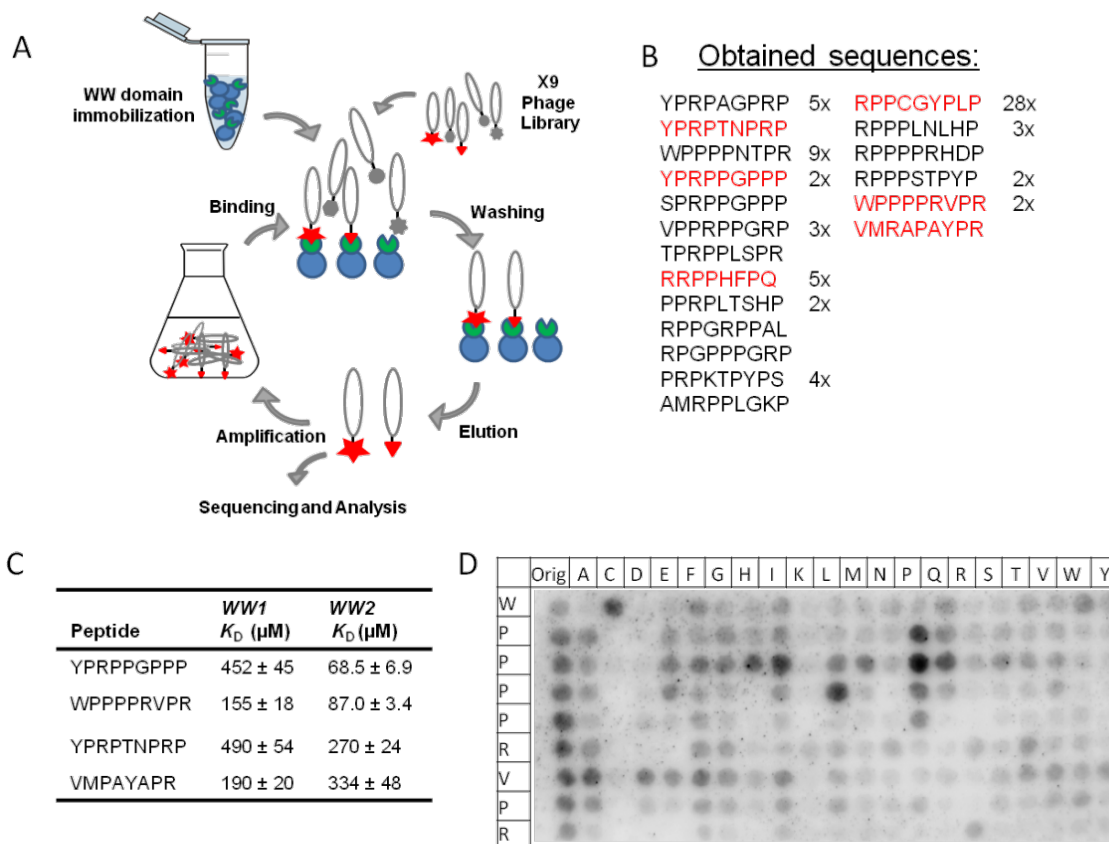 A
WW domain
immobilization
X9
Phage
Library
Binding
Washing
Amplification
Elution
Sequencing and Analysis
B
Obtained sequences:
YPRPAGPRP 5x
YPRPTNPRP
WPPPPNTPR 9x
YPRPPGPPP 2x
SPRPPGPPP
VPPRPPGRP 3x
TPRPPLSPR
RRPPHFPQ 5x
PPRPLTSHP 2x
RPPGRPPAL
RPGPPPGRP
PRPKTPYPS 4x
AMRPPLGKP
RPPCGYPLP 28x
RPPPLNLHP 3x
RPPPPRHDP
RPPPSTPYP 2x
WPPPPRVPR 2x
VMRAPAYPR
C
Peptide WW1 K_D (µM) WW2 K_D (µM)
YPRPPGPPP 452 ± 45 68.5 ± 6.9
WPPPPRVPR 155 ± 18 87.0 ± 3.4
YPRPTNPRP 490 ± 54 270 ± 24
VMPAYAPR 190 ± 20 334 ± 48
D
Orig A C D E F G H I K L M N P Q R S T V W Y
W
P
P
P
P
R
V
P
R